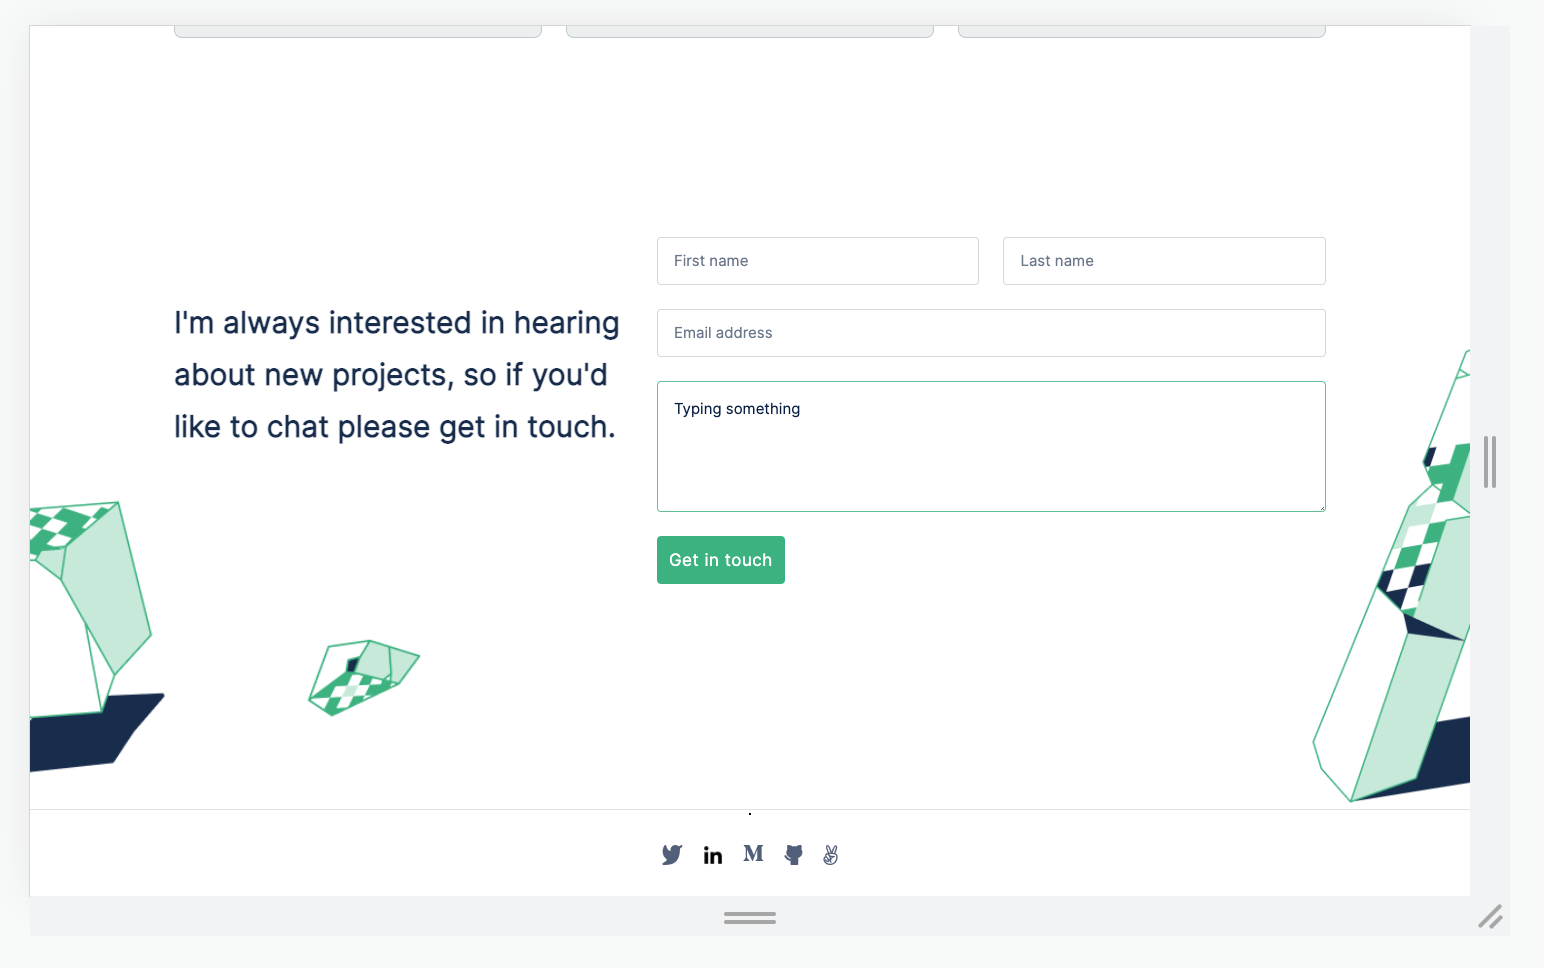 First name
Last name
Email address
I'm always interested in hearing
about new projects, so if you'd
like to chat please get in touch.
Typing something
Get in touch
in
M